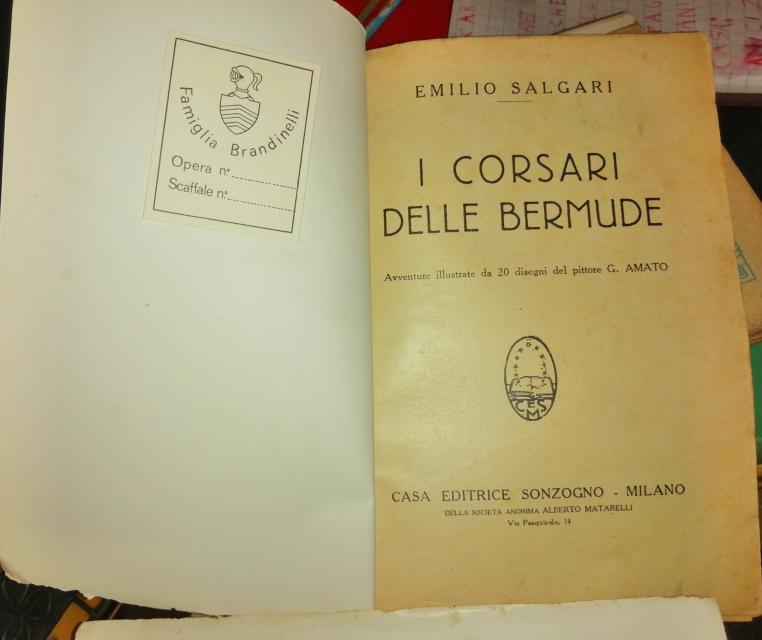 Famiglia Brandinelli
Opera n:
Scaffale n:
EMILIO SALGARI
I CORSARI
DELLE BERMUDE
Avventure illustrate da 20 disegni del pittore G. AMATO
CES
M
CASA EDITRICE SONZOGNO - MILANO
DELLA SOCIETÀ ANONIMA ALBERTO MATARELLI
Via Pasquirolo, 14